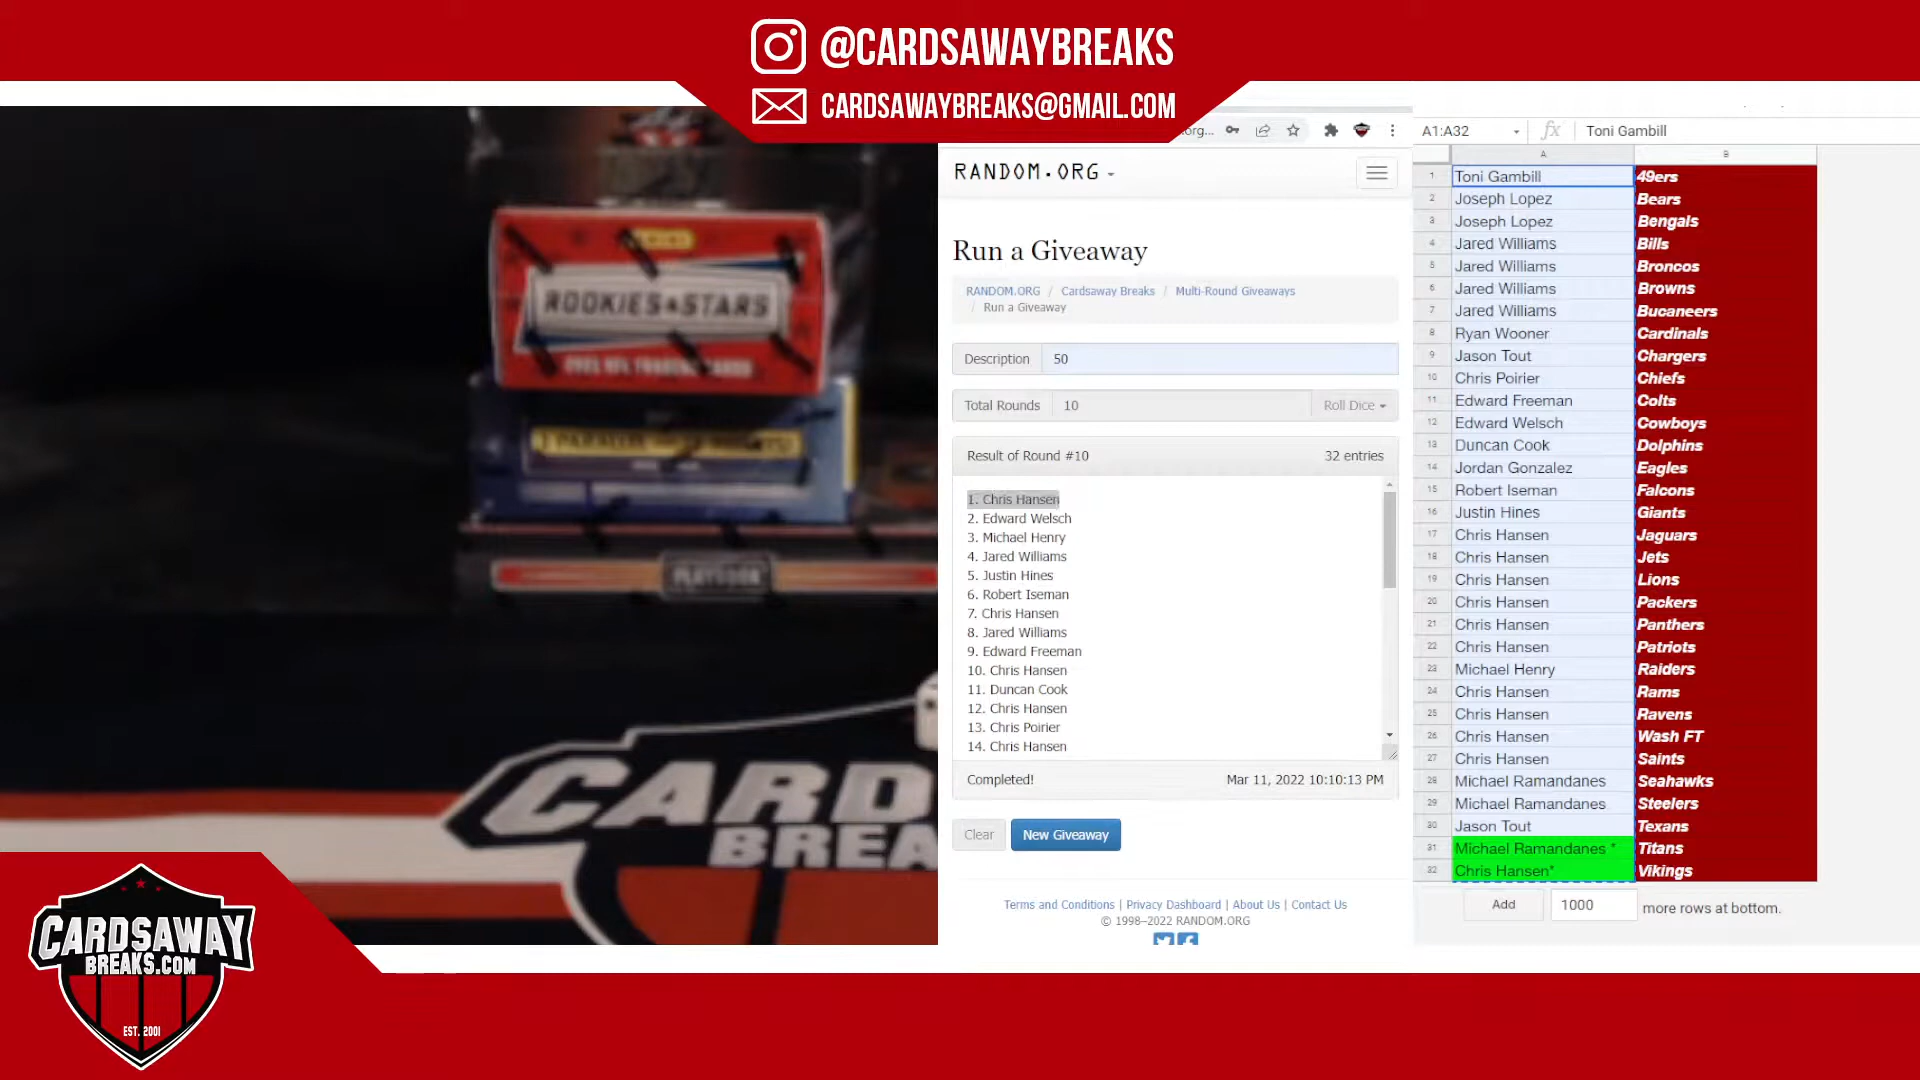 @CARDSAWAYBREAKS
CARDSAWAYBREAKS@GMAIL.COM
.org...
A1:A32
fx
Toni Gambill
RANDOM.ORG
Run a Giveaway
RANDOM.ORG / Cardsaway Breaks / Multi-Round Giveaways
/ Run a Giveaway
Description 50
Total Rounds 10 Roll Dice
Result of Round #10 32 entries
1. Chris Hansen
2. Edward Welsch
3. Michael Henry
4. Jared Williams
5. Justin Hines
6. Robert Iseman
7. Chris Hansen
8. Jared Williams
9. Edward Freeman
10. Chris Hansen
11. Duncan Cook
12. Chris Hansen
13. Chris Poirier
14. Chris Hansen
Completed! Mar 11, 2022 10:10:13 PM
Clear New Giveaway
Terms and Conditions | Privacy Dashboard | About Us | Contact Us
© 1998–2022 RANDOM.ORG
A B
1 Toni Gambill 49ers
2 Joseph Lopez Bears
3 Joseph Lopez Bengals
4 Jared Williams Bills
5 Jared Williams Broncos
6 Jared Williams Browns
7 Jared Williams Bucaneers
8 Ryan Wooner Cardinals
9 Jason Tout Chargers
10 Chris Poirier Chiefs
11 Edward Freeman Colts
12 Edward Welsch Cowboys
13 Duncan Cook Dolphins
14 Jordan Gonzalez Eagles
15 Robert Iseman Falcons
16 Justin Hines Giants
17 Chris Hansen Jaguars
18 Chris Hansen Jets
19 Chris Hansen Lions
20 Chris Hansen Packers
21 Chris Hansen Panthers
22 Chris Hansen Patriots
23 Michael Henry Raiders
24 Chris Hansen Rams
25 Chris Hansen Ravens
26 Chris Hansen Wash FT
27 Chris Hansen Saints
28 Michael Ramandanes Seahawks
29 Michael Ramandanes Steelers
30 Jason Tout Texans
31 Michael Ramandanes * Titans
32 Chris Hansen* Vikings
Add 1000 more rows at bottom.
PANINI
ROOKIES & STARS
2021 NFL TRADING CARDS
PLAYBOOK
CARDS
BREA
CARDSAWAY
BREAKS.COM
EST. 2001